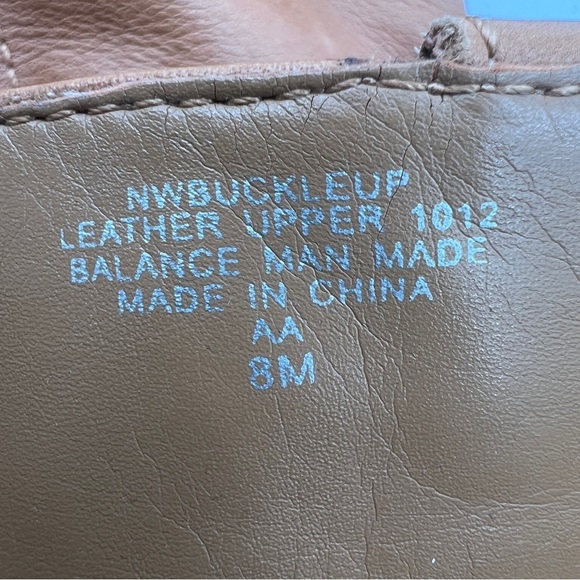 NWBUCKLEUP
LEATHER UPPER 1012
BALANCE MAN MADE
MADE IN CHINA
AA
8M